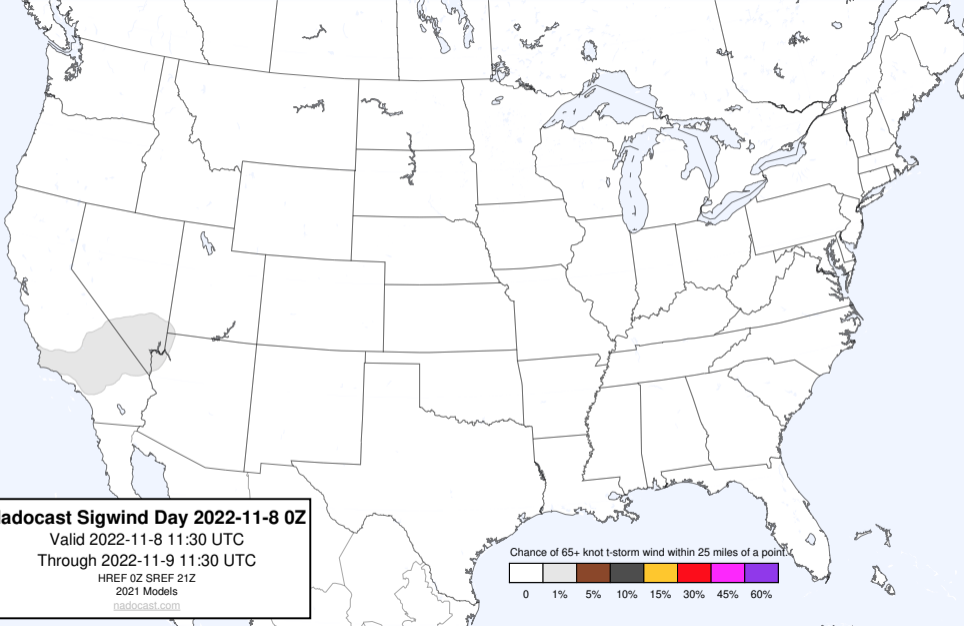 adocast Sigwind Day 2022-11-8 0Z
Valid 2022-11-8 11:30 UTC
Through 2022-11-9 11:30 UTC
HREF 0Z SREF 21Z
2021 Models
nadocast.com
Chance of 65+ knot t-storm wind within 25 miles of a point.
0 1% 5% 10% 15% 30% 45% 60%